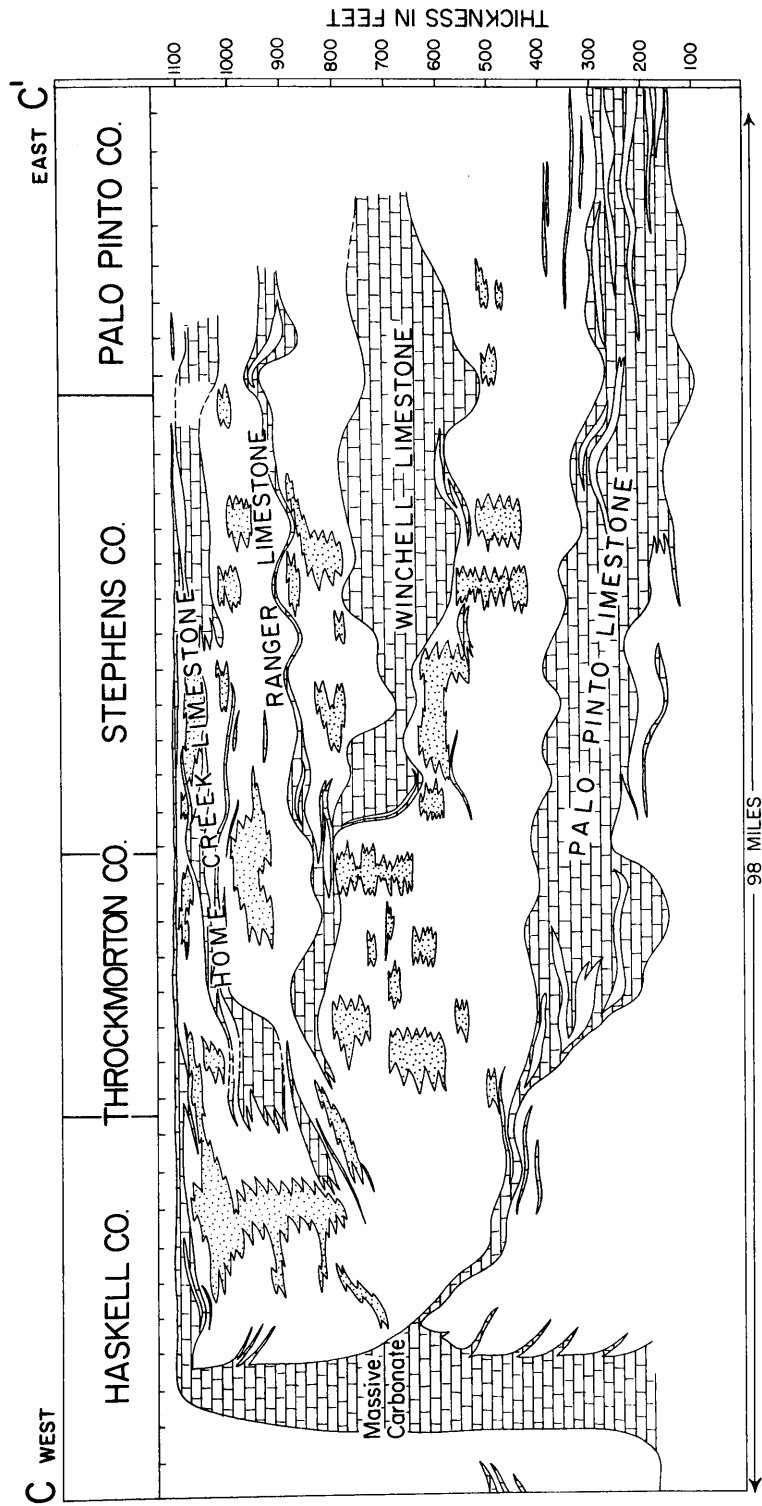 C WEST
EAST C'
HASKELL CO.
THROCKMORTON CO.
STEPHENS CO.
PALO PINTO CO.
HOME CREEK LIMESTONE
RANGER LIMESTONE
WINCHELL LIMESTONE
PALO PINTO LIMESTONE
Massive
Carbonate
THICKNESS IN FEET
1100
1000
900
800
700
600
500
400
300
200
100
98 MILES